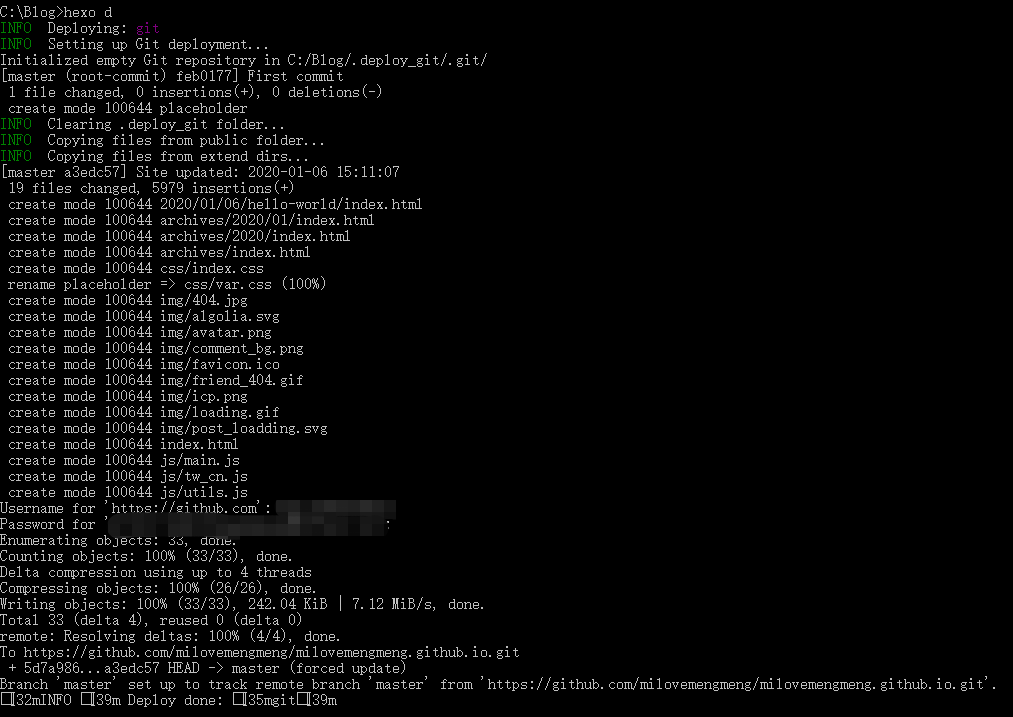 C:\Blog>hexo d
INFO  Deploying: git
INFO  Setting up Git deployment...
Initialized empty Git repository in C:/Blog/.deploy_git/.git/
[master (root-commit) feb0177] First commit
 1 file changed, 0 insertions(+), 0 deletions(-)
 create mode 100644 placeholder
INFO  Clearing .deploy_git folder...
INFO  Copying files from public folder...
INFO  Copying files from extend dirs...
[master a3edc57] Site updated: 2020-01-06 15:11:07
 19 files changed, 5979 insertions(+)
 create mode 100644 2020/01/06/hello-world/index.html
 create mode 100644 archives/2020/01/index.html
 create mode 100644 archives/2020/index.html
 create mode 100644 archives/index.html
 create mode 100644 css/index.css
 rename placeholder => css/var.css (100%)
 create mode 100644 img/404.jpg
 create mode 100644 img/algolia.svg
 create mode 100644 img/avatar.png
 create mode 100644 img/comment_bg.png
 create mode 100644 img/favicon.ico
 create mode 100644 img/friend_404.gif
 create mode 100644 img/icp.png
 create mode 100644 img/loading.gif
 create mode 100644 img/post_loadding.svg
 create mode 100644 index.html
 create mode 100644 js/main.js
 create mode 100644 js/tw_cn.js
 create mode 100644 js/utils.js
Username for 'https://github.com':
Password for '
Enumerating objects: 33, done.
Counting objects: 100% (33/33), done.
Delta compression using up to 4 threads
Compressing objects: 100% (26/26), done.
Writing objects: 100% (33/33), 242.04 KiB | 7.12 MiB/s, done.
Total 33 (delta 4), reused 0 (delta 0)
remote: Resolving deltas: 100% (4/4), done.
To https://github.com/milovemengmeng/milovemengmeng.github.io.git
 + 5d7a986...a3edc57 HEAD -> master (forced update)
Branch 'master' set up to track remote branch 'master' from 'https://github.com/milovemengmeng/milovemengmeng.github.io.git'.
[32mINFO [39m Deploy done: [35mgit[39m